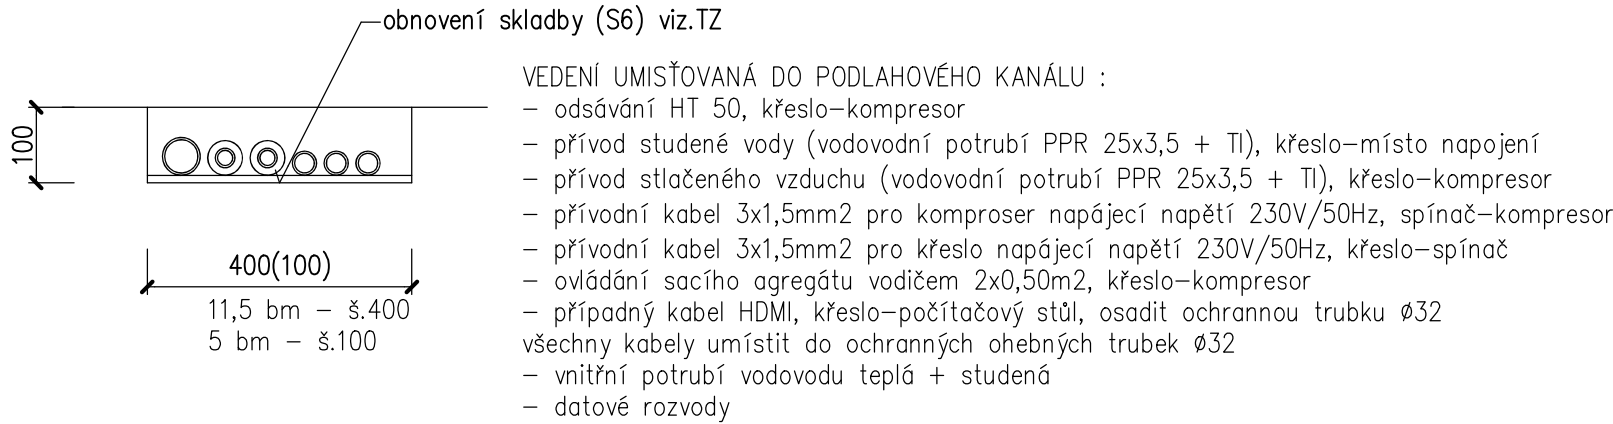 obnovení skladby (S6) viz.TZ
VEDENÍ UMISŤOVANÁ DO PODLAHOVÉHO KANÁLU :
– odsávání HT 50, křeslo–kompresor
– přívod studené vody (vodovodní potrubí PPR 25x3,5 + TI), křeslo–místo napojení
– přívod stlačeného vzduchu (vodovodní potrubí PPR 25x3,5 + TI), křeslo–kompresor
– přívodní kabel 3x1,5mm2 pro komproser napájecí napětí 230V/50Hz, spínač–kompresor
– přívodní kabel 3x1,5mm2 pro křeslo napájecí napětí 230V/50Hz, křeslo–spínač
– ovládání sacího agregátu vodičem 2x0,50m2, křeslo–kompresor
– případný kabel HDMI, křeslo–počítačový stůl, osadit ochrannou trubku ø32
všechny kabely umístit do ochranných ohebných trubek ø32
– vnitřní potrubí vodovodu teplá + studená
– datové rozvody
100
400(100)
11,5 bm – š.400
5 bm – š.100